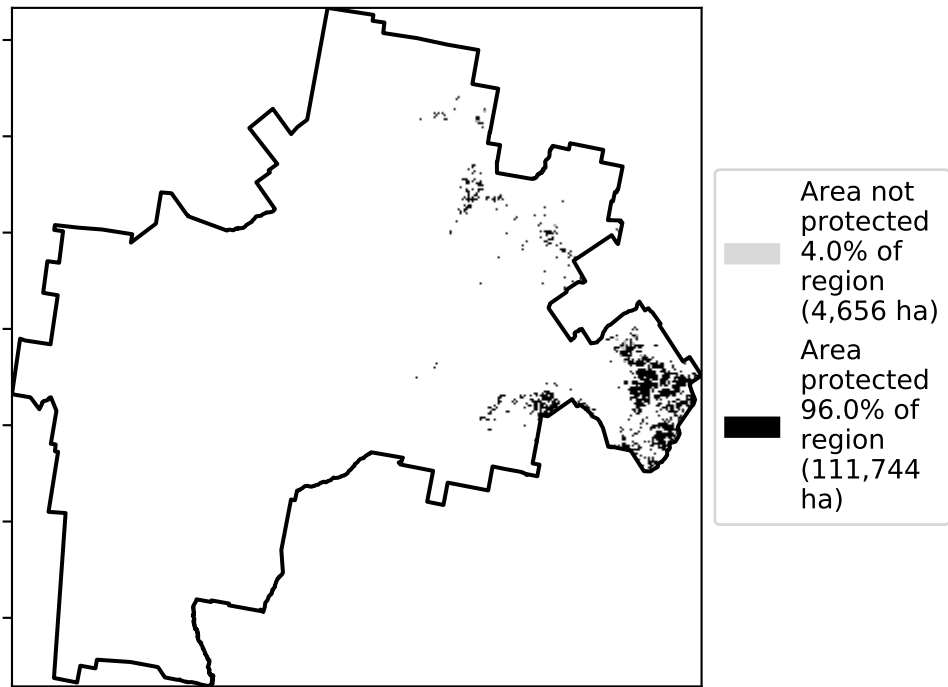 Area not
protected
4.0% of
region
(4,656 ha)
Area
protected
96.0% of
region
(111,744
ha)